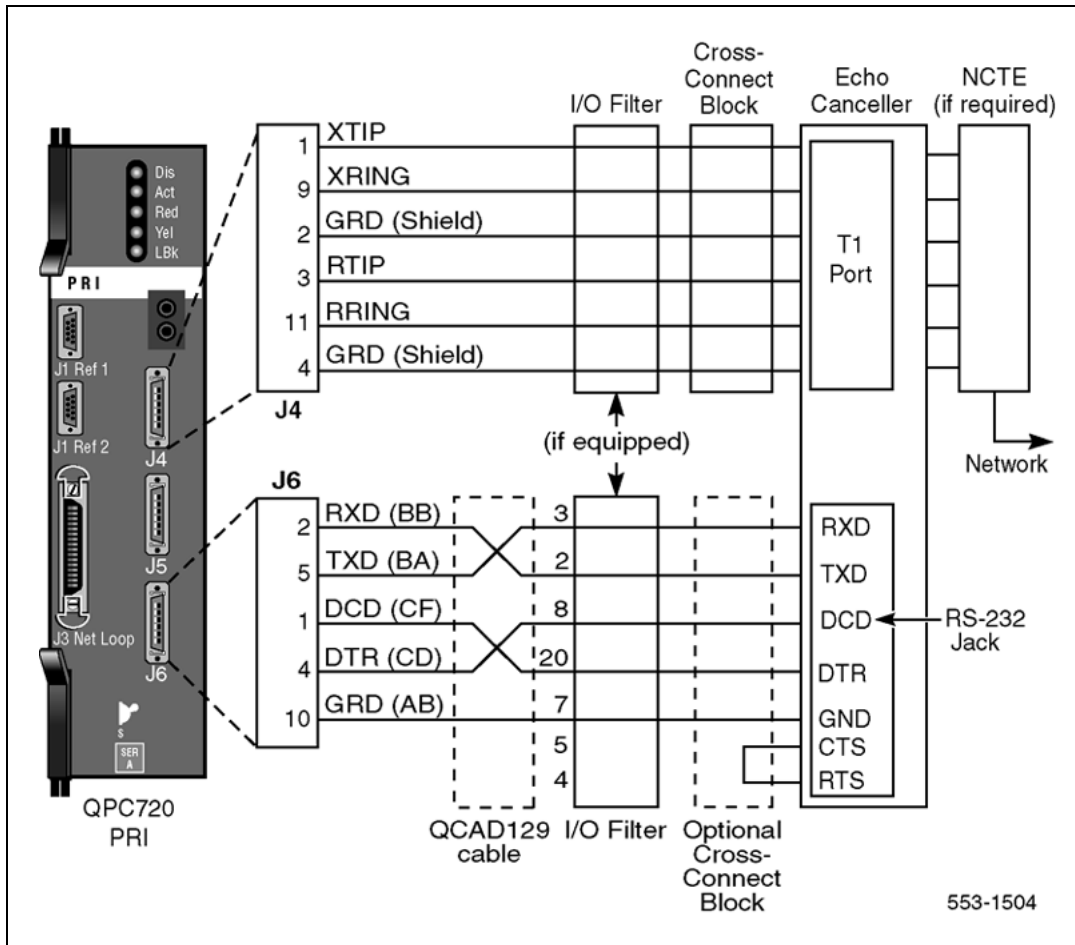 Dis
Act
Red
Yel
LBk
PRI
J1 Ref 1
J1 Ref 2
J3 Net Loop
J4
J5
J6
S
SER
A
QPC720
PRI
1 XTIP
9 XRING
2 GRD (Shield)
3 RTIP
11 RRING
4 GRD (Shield)
J4
I/O Filter
Cross-
Connect
Block
Echo
Canceller
NCTE
(if required)
T1
Port
Network
(if equipped)
J6
2 RXD (BB) 3 RXD
5 TXD (BA) 2 TXD
1 DCD (CF) 8 DCD
4 DTR (CD) 20 DTR
10 GRD (AB) 7 GND
5 CTS
4 RTS
RS-232
Jack
QCAD129
cable
I/O Filter
Optional
Cross-
Connect
Block
553-1504